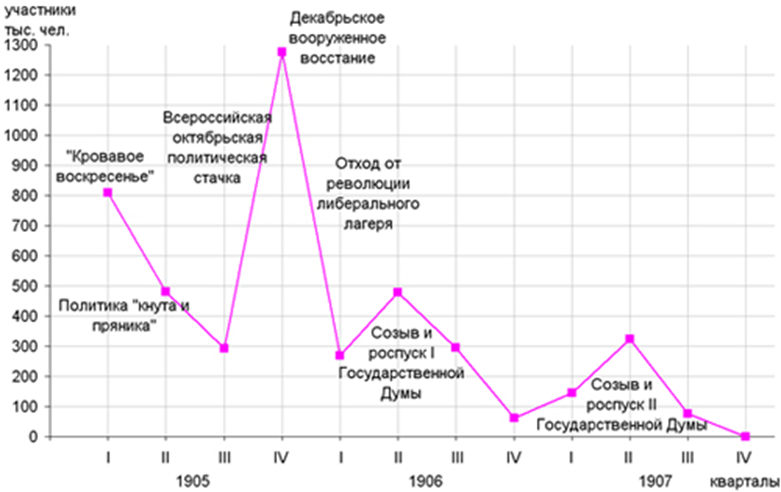 участники
тыс. чел.
1300
1200
1100
1000
900
800
700
600
500
400
300
200
100
0
"Кровавое
воскресенье"
Политика "кнута и
пряника"
Всероссийская
октябрьская
политическая
стачка
Декабрьское
вооруженное
восстание
Отход от
революции
либерального
лагеря
Созыв и
роспуск I
Государственной
Думы
Созыв и
роспуск II
Государственной Думы
I II III IV I II III IV I II III IV
1905 1906 1907 кварталы